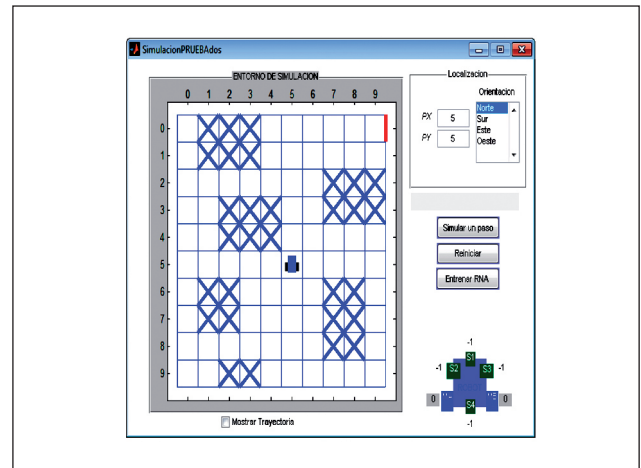 SimulacionPRUEBAdos
ENTORNO DE SIMULACION
0 1 2 3 4 5 6 7 8 9
0
1
2
3
4
5
6
7
8
9
Mostrar Trayectoria
Localizacion
Orientacion
PX 5
PY 5
Norte
Sur
Este
Oeste
Simular un paso
Reiniciar
Entrenar RNA
-1
S1
-1 S2 S3 -1
0 S4 0
-1